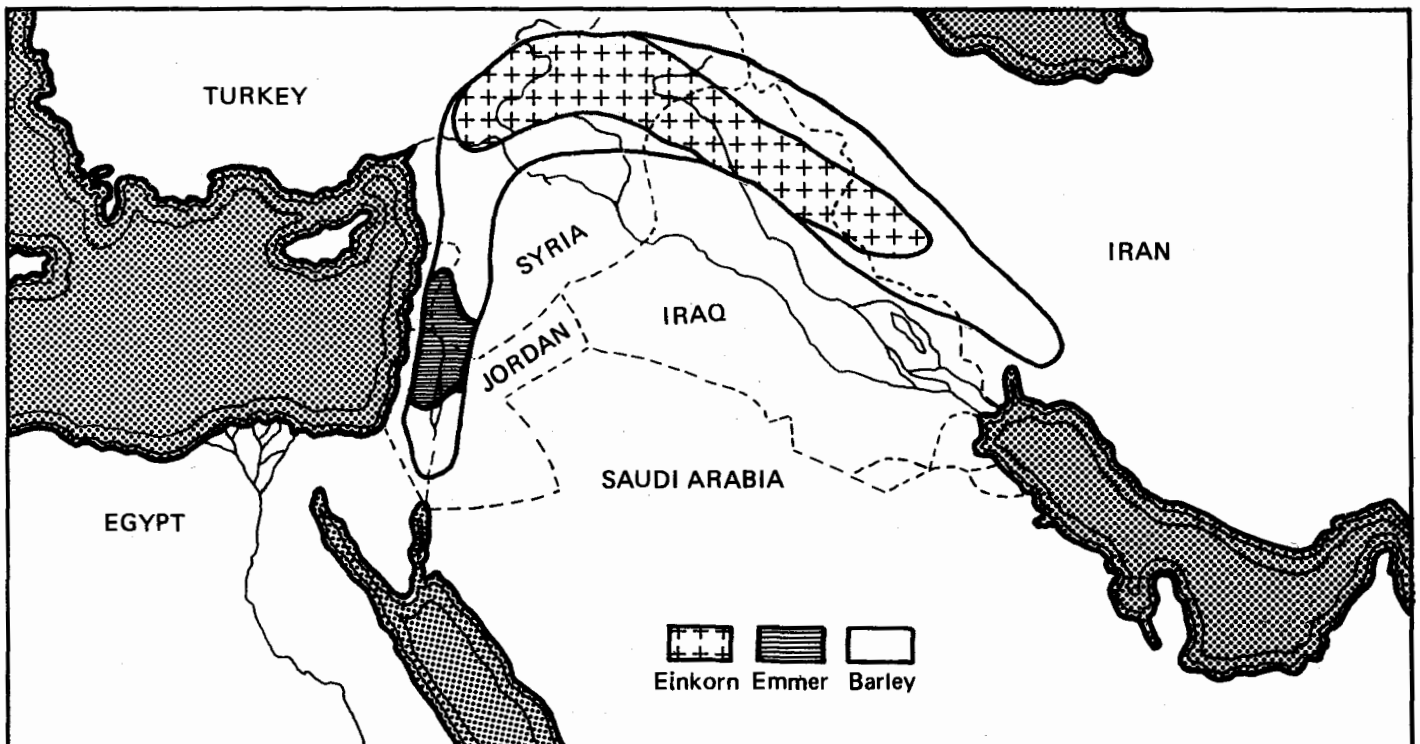 TURKEY
IRAN
SYRIA
IRAQ
JORDAN
SAUDI ARABIA
EGYPT
Einkorn Emmer Barley